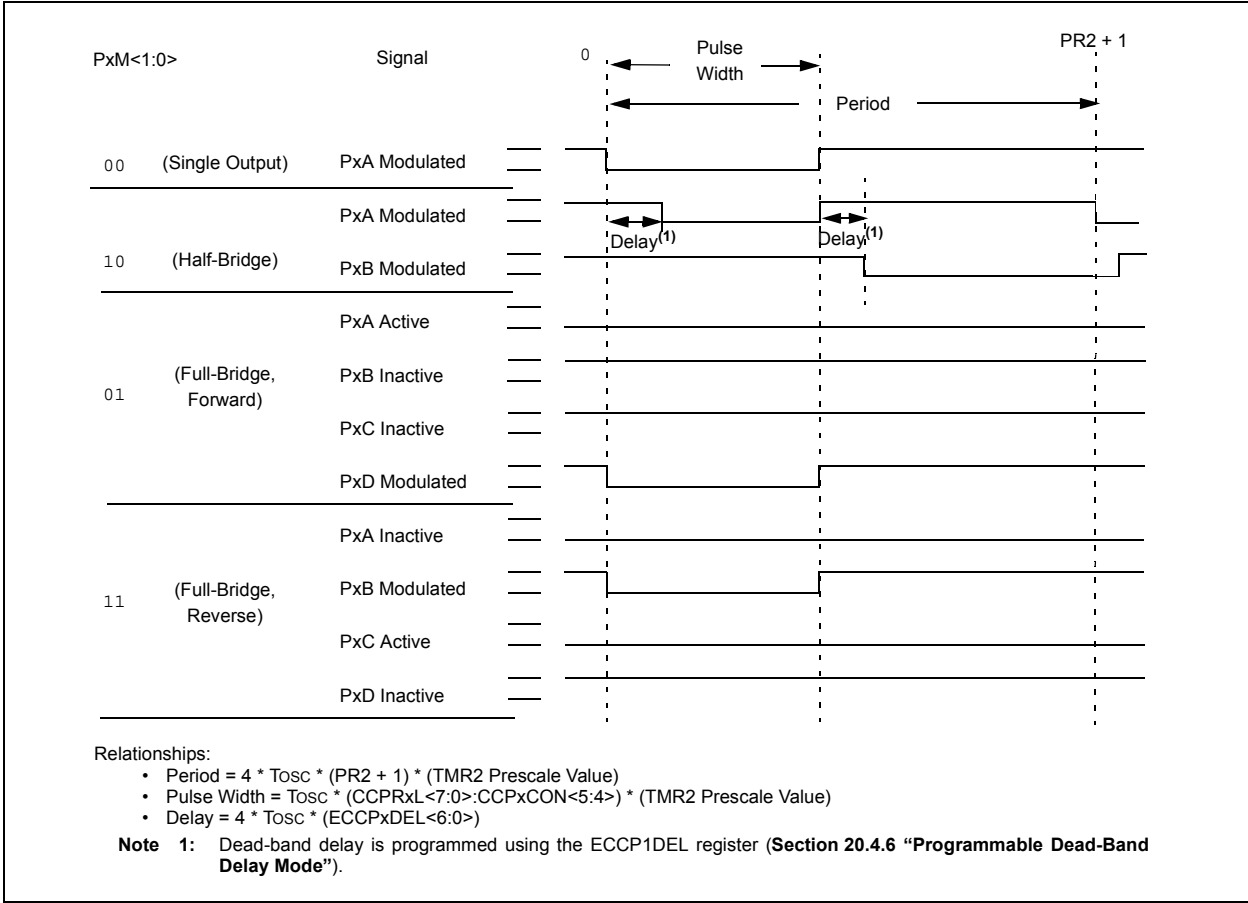 PxM<1:0>
Signal
0
Pulse
Width
PR2 + 1
Period
00
(Single Output)
PxA Modulated
10
(Half-Bridge)
PxA Modulated
Delay(1)
Delay(1)
PxB Modulated
01
(Full-Bridge,
Forward)
PxA Active
PxB Inactive
PxC Inactive
PxD Modulated
11
(Full-Bridge,
Reverse)
PxA Inactive
PxB Modulated
PxC Active
PxD Inactive
Relationships:
• Period = 4 * TOSC * (PR2 + 1) * (TMR2 Prescale Value)
• Pulse Width = TOSC * (CCPRxL<7:0>:CCPxCON<5:4>) * (TMR2 Prescale Value)
• Delay = 4 * TOSC * (ECCPxDEL<6:0>)
Note 1: Dead-band delay is programmed using the ECCP1DEL register (Section 20.4.6 “Programmable Dead-Band
Delay Mode”).